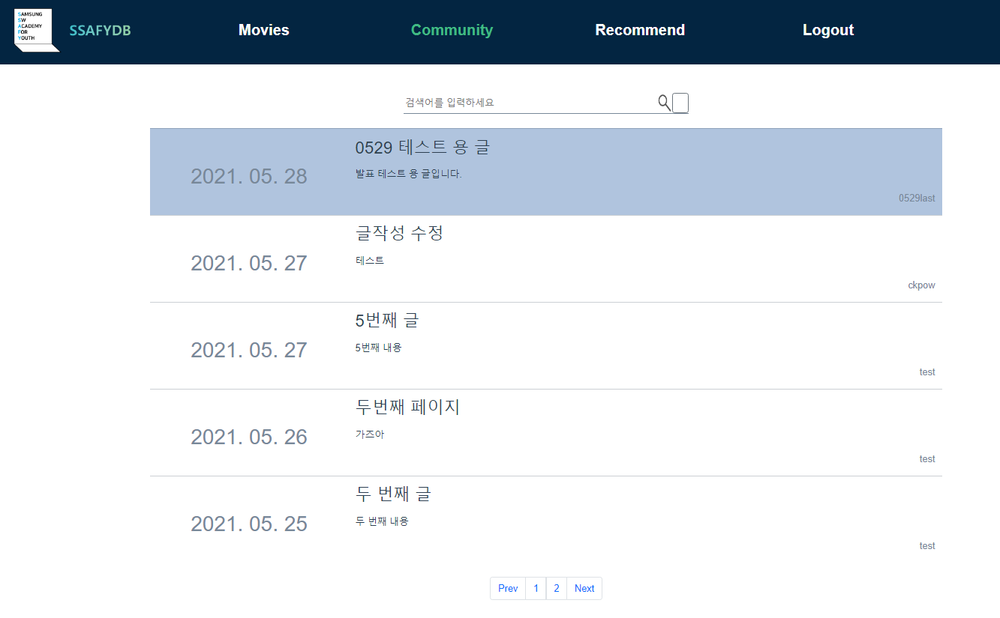 SAMSUNG
SW
ACADEMY
FOR
YOUTH
SSAFYDB
Movies
Community
Recommend
Logout
검색어를 입력하세요
0529 테스트 용 글
2021. 05. 28
발표 테스트 용 글입니다.
0529last
글작성 수정
2021. 05. 27
테스트
ckpow
5번째 글
2021. 05. 27
5번째 내용
test
두번째 페이지
2021. 05. 26
가즈아
test
두 번째 글
2021. 05. 25
두 번째 내용
test
Prev 1 2 Next